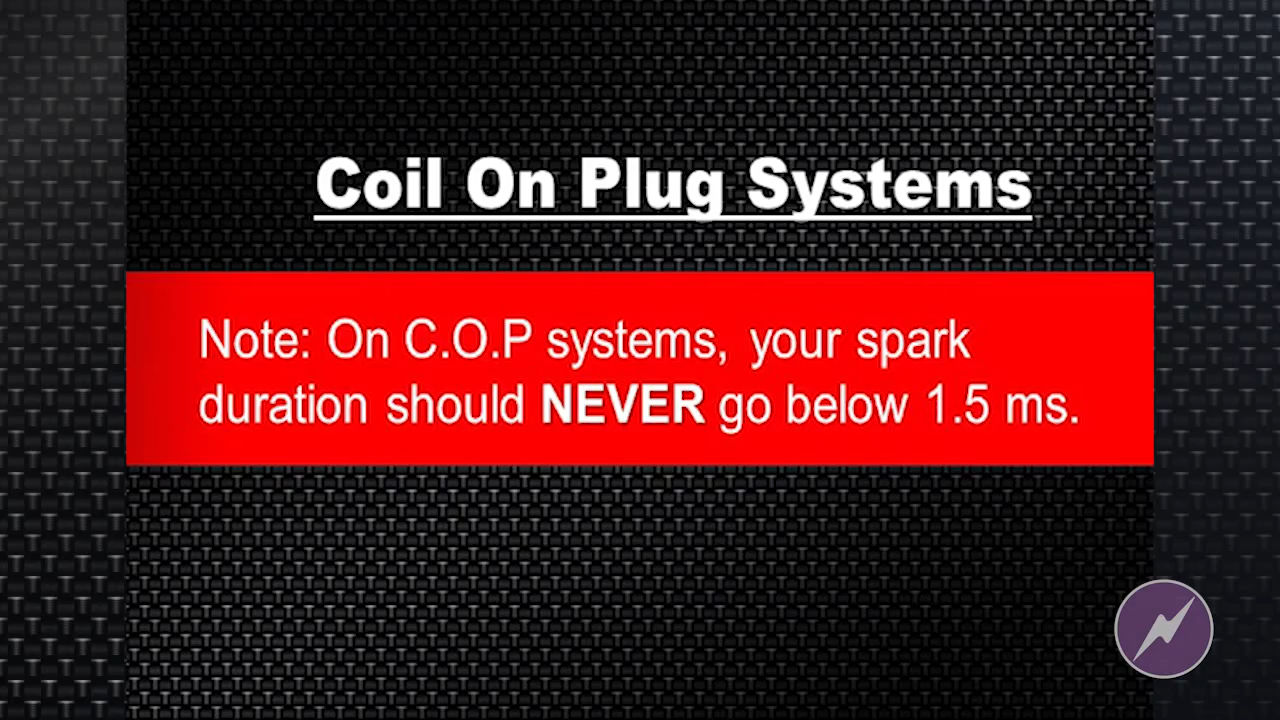 Coil On Plug Systems
Note: On C.O.P systems, your spark
duration should NEVER go below 1.5 ms.